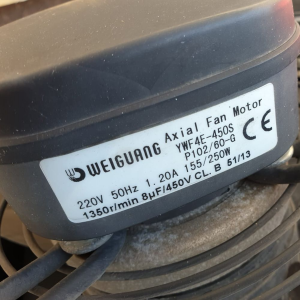 WEIGUANG Axial Fan Motor
YWF4E-450S
P102/60-G CE
220V 50Hz 1.20A 155/250W
1350r/min 8µF/450V CL. B 51/13